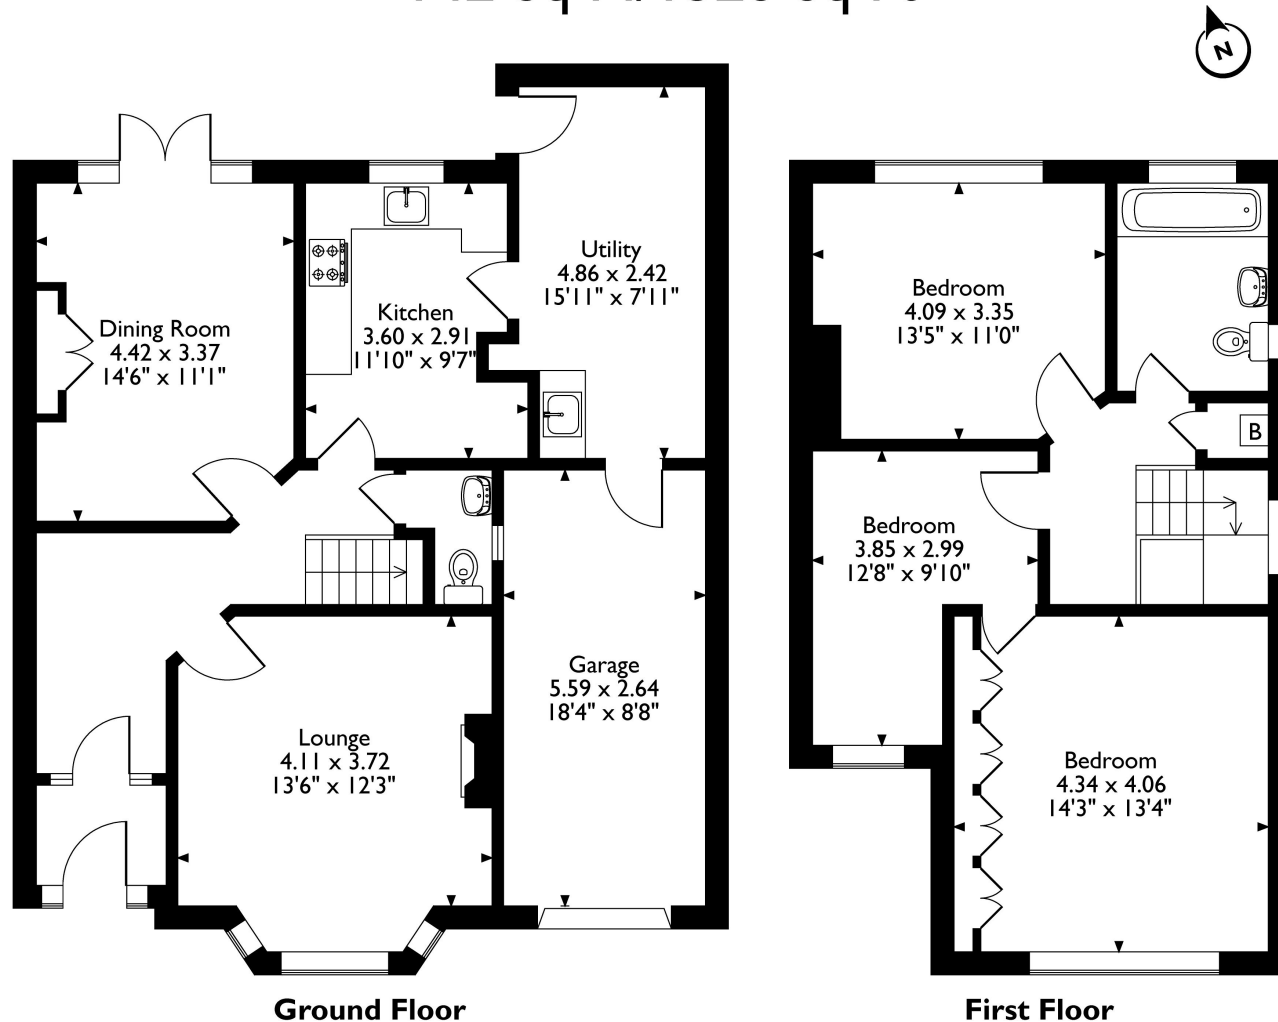 N
Utility
4.86 x 2.42
15'11" x 7'11"
Kitchen
3.60 x 2.91
11'10" x 9'7"
Dining Room
4.42 x 3.37
14'6" x 11'1"
Bedroom
4.09 x 3.35
13'5" x 11'0"
B
Bedroom
3.85 x 2.99
12'8" x 9'10"
Garage
5.59 x 2.64
18'4" x 8'8"
Lounge
4.11 x 3.72
13'6" x 12'3"
Bedroom
4.34 x 4.06
14'3" x 13'4"
Ground Floor
First Floor